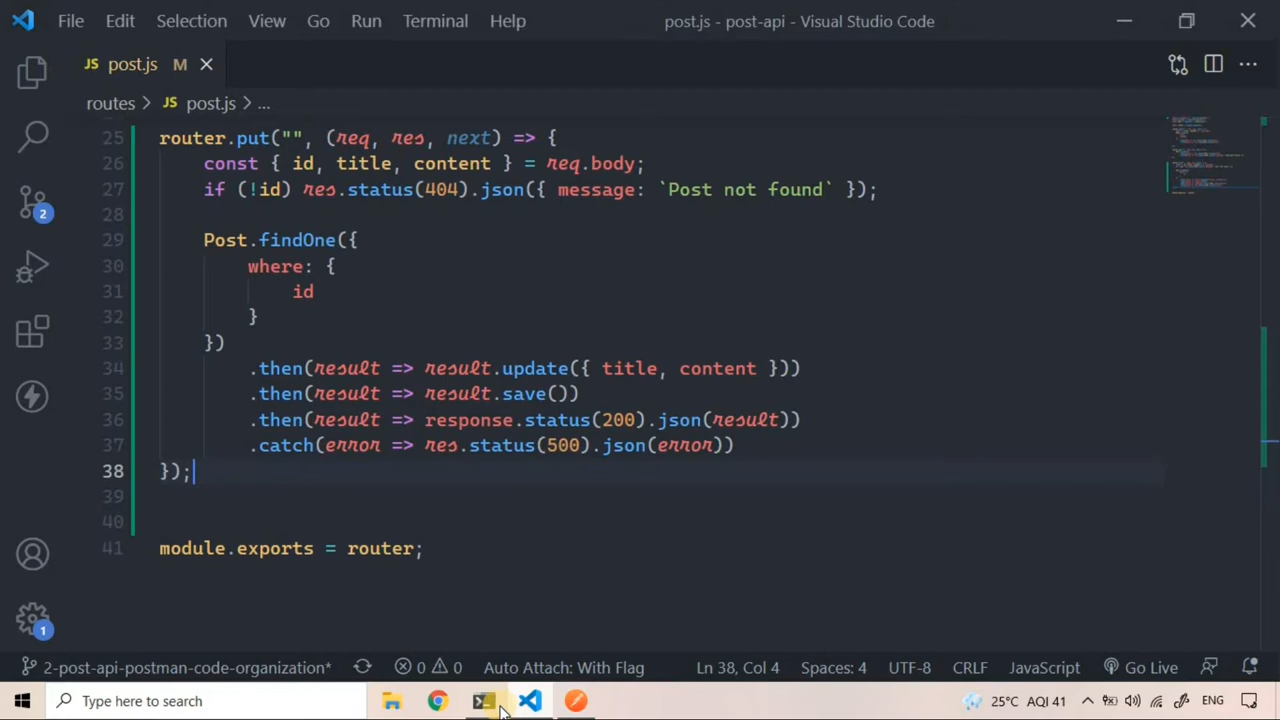 File Edit Selection View Go Run Terminal Help post.js - post-api - Visual Studio Code
JS post.js M
routes > JS post.js > ...
25 router.put("", (req, res, next) => {
26 const { id, title, content } = req.body;
27 if (!id) res.status(404).json({ message: `Post not found` });
28
29 Post.findOne({
30 where: {
31 id
32 }
33 })
34 .then(result => result.update({ title, content }))
35 .then(result => result.save())
36 .then(result => response.status(200).json(result))
37 .catch(error => res.status(500).json(error))
38 });
39
40
41 module.exports = router;
2
1
2-post-api-postman-code-organization* 0 0 Auto Attach: With Flag Ln 38, Col 4 Spaces: 4 UTF-8 CRLF JavaScript Go Live
Type here to search 25°C AQI 41 ENG